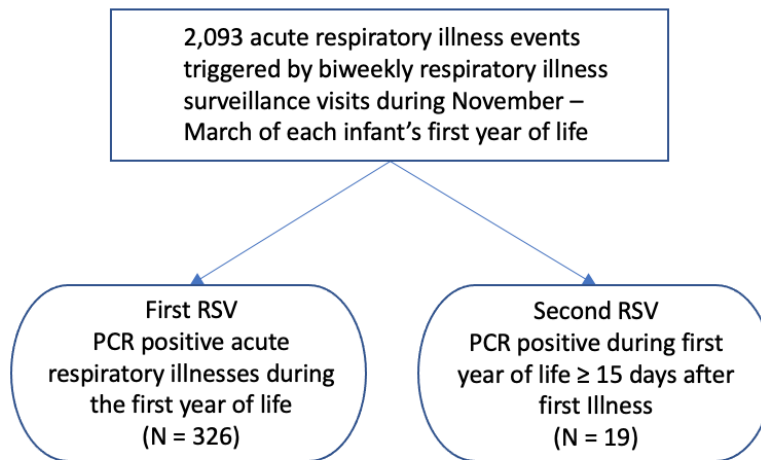 2,093 acute respiratory illness events
triggered by biweekly respiratory illness
surveillance visits during November –
March of each infant's first year of life
First RSV
PCR positive acute
respiratory illnesses during
the first year of life
(N = 326)
Second RSV
PCR positive during first
year of life ≥ 15 days after
first Illness
(N = 19)